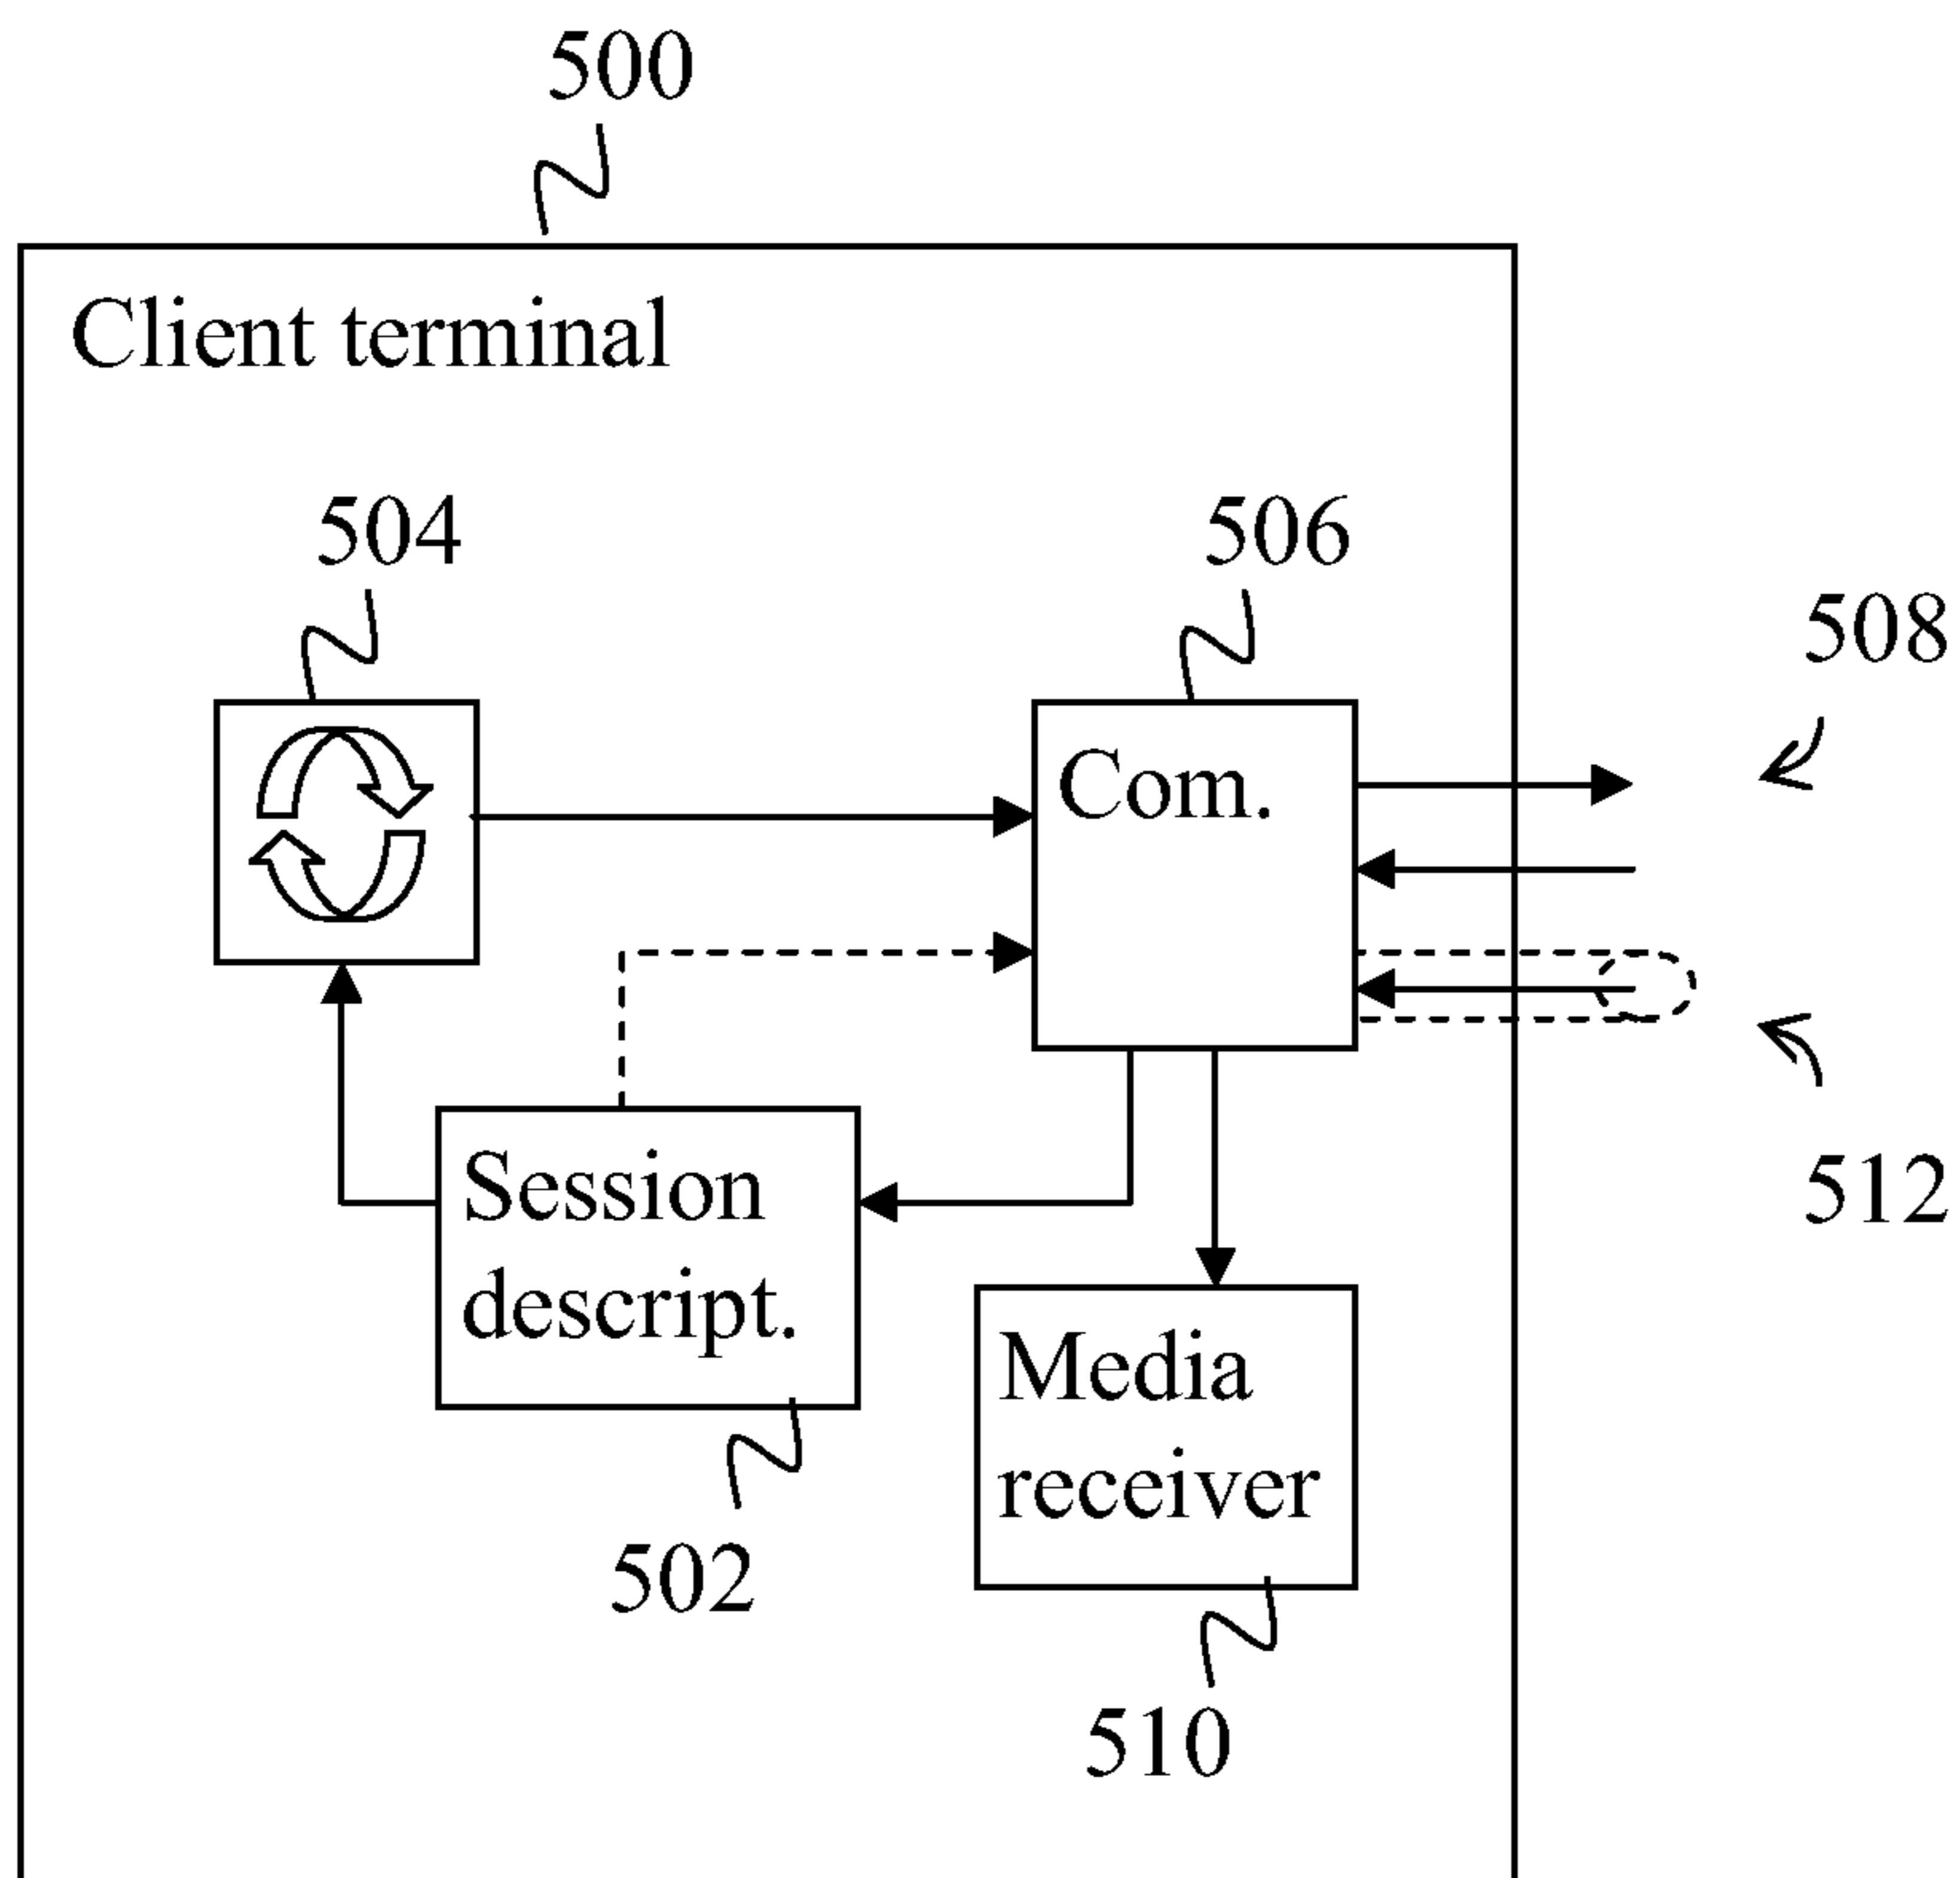 500
Client terminal
504
506
508
Com.
512
Session
descript.
Media
receiver
502
510